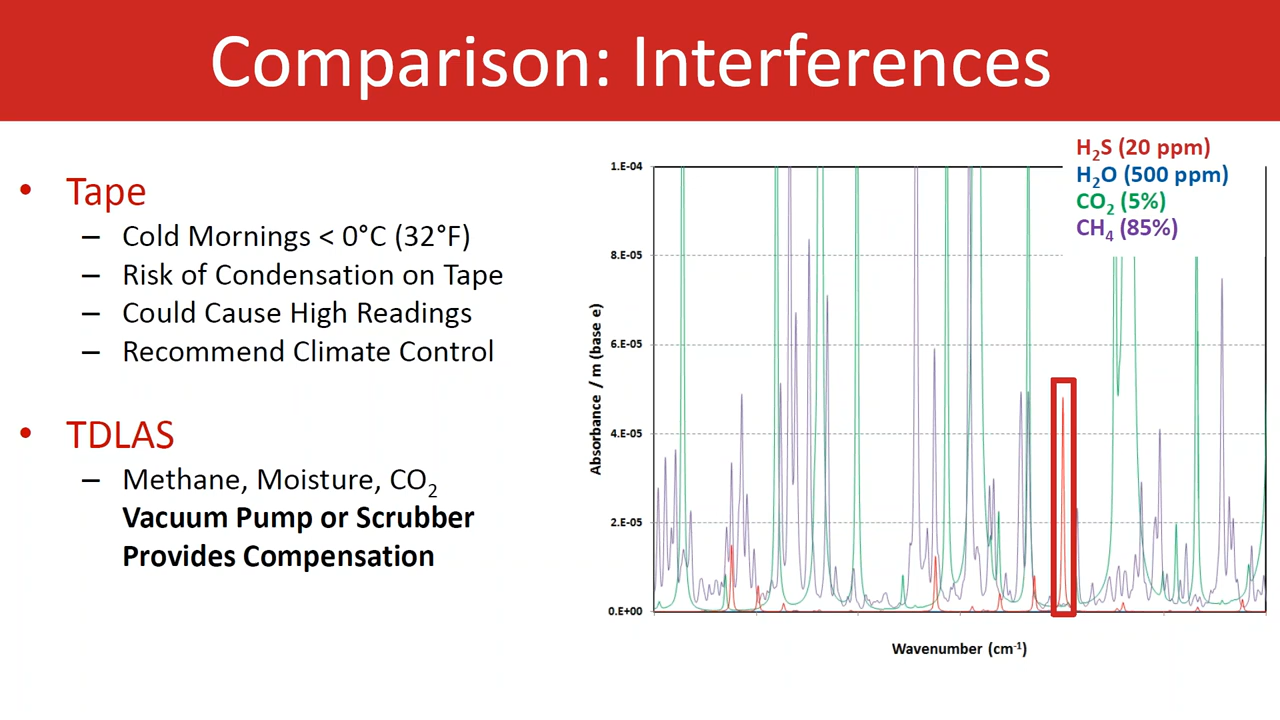 Comparison: Interferences
• Tape
– Cold Mornings < 0°C (32°F)
– Risk of Condensation on Tape
– Could Cause High Readings
– Recommend Climate Control
• TDLAS
– Methane, Moisture, CO₂
Vacuum Pump or Scrubber
Provides Compensation
H₂S (20 ppm)
H₂O (500 ppm)
CO₂ (5%)
CH₄ (85%)
1.E-04
8.E-05
6.E-05
4.E-05
2.E-05
0.E+00
Absorbance / m (base e)
Wavenumber (cm⁻¹)